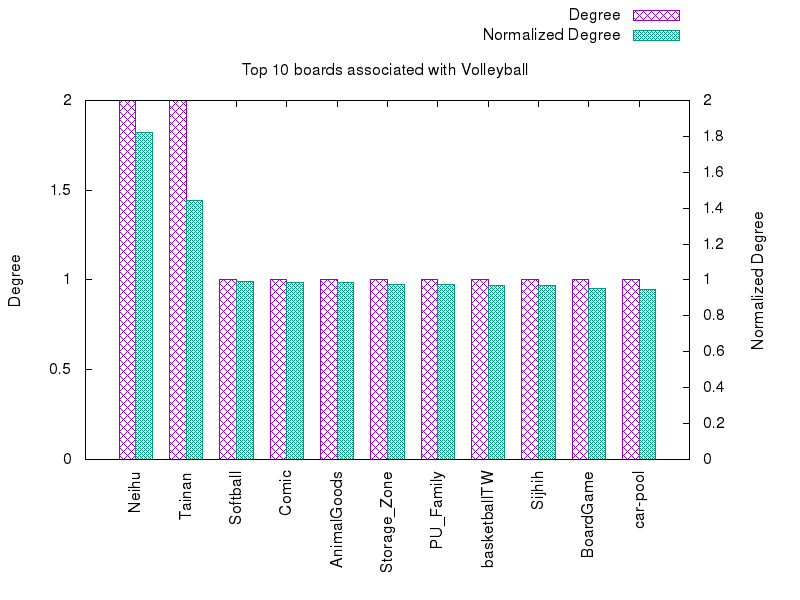 Degree
Normalized Degree
Top 10 boards associated with Volleyball
2
1.5
1
0.5
0
2
1.8
1.6
1.4
1.2
1
0.8
0.6
0.4
0.2
0
Degree
Normalized Degree
Neihu
Tainan
Softball
Comic
AnimalGoods
Storage_Zone
PU_Family
basketballTW
Sijhih
BoardGame
car-pool